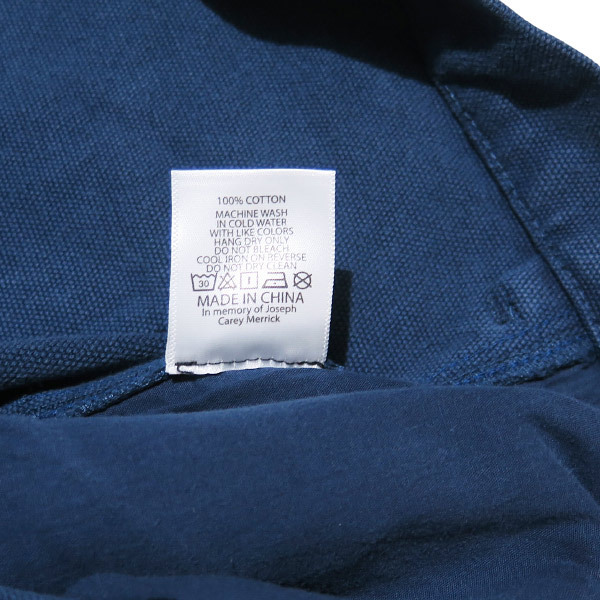 100% COTTON
MACHINE WASH
IN COLD WATER
WITH LIKE COLORS
HANG DRY ONLY
DO NOT BLEACH
COOL IRON ON REVERSE
DO NOT DRY CLEAN
30
MADE IN CHINA
In memory of Joseph
Carey Merrick